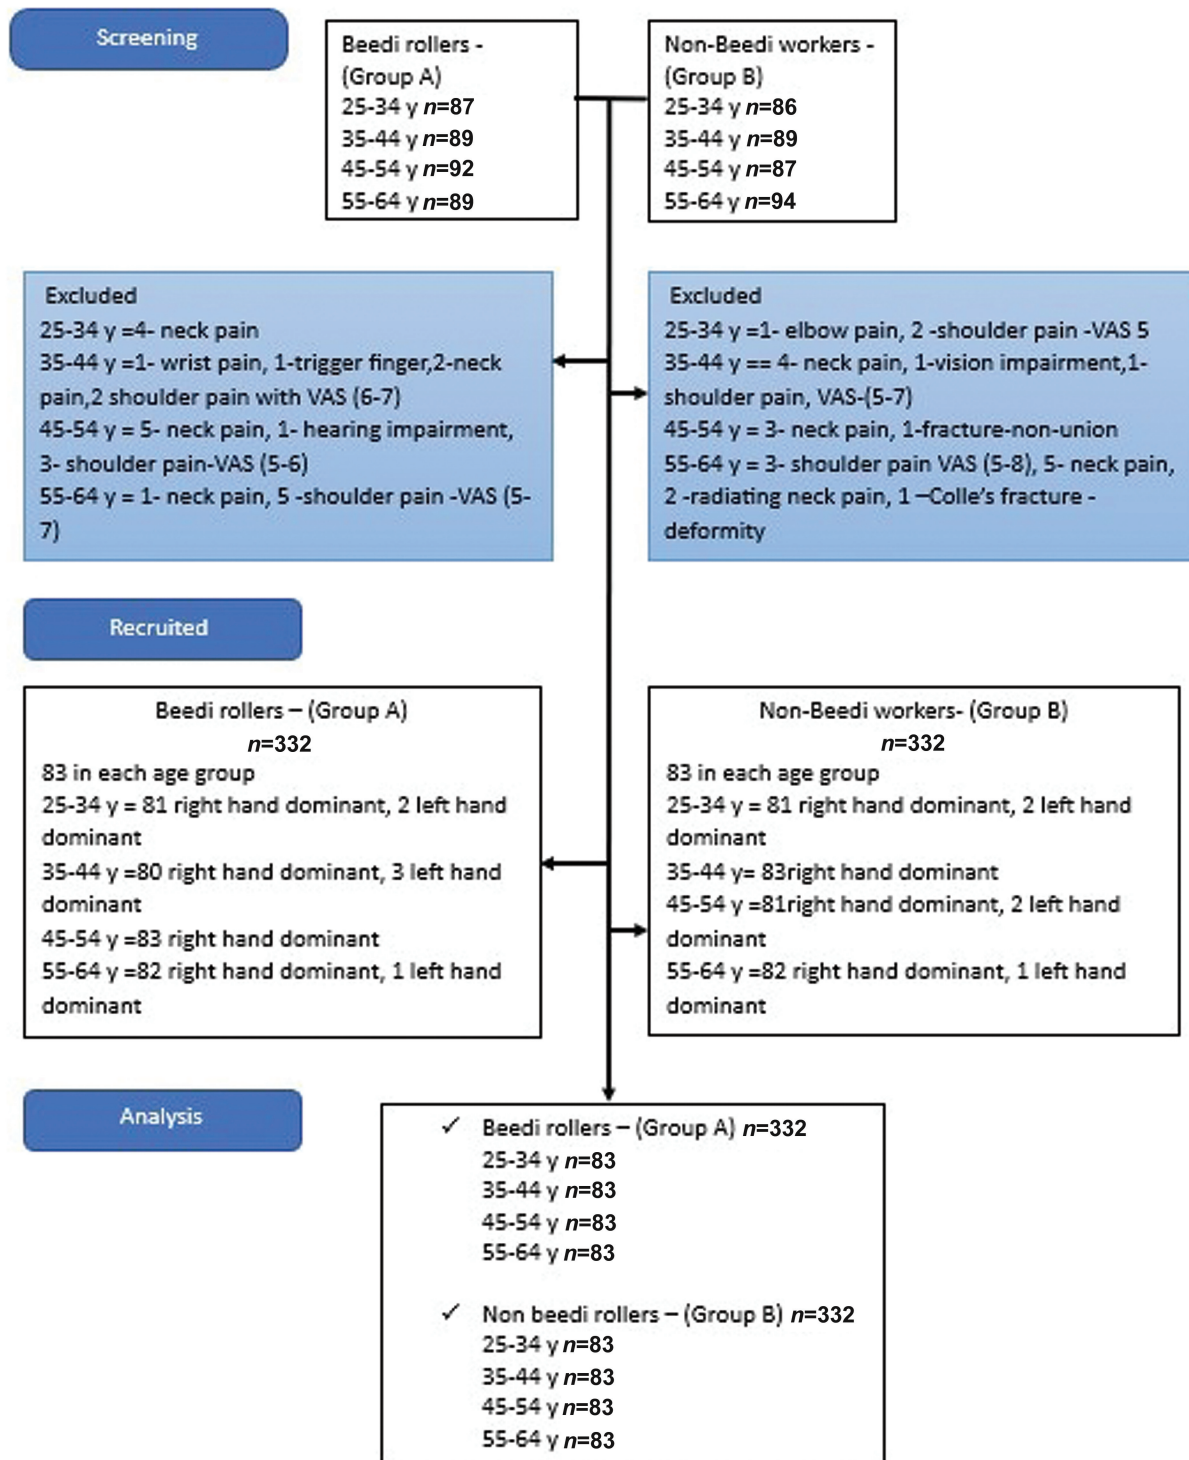 Screening
Beedi rollers -
(Group A)
25-34 y n=87
35-44 y n=89
45-54 y n=92
55-64 y n=89
Non-Beedi workers -
(Group B)
25-34 y n=86
35-44 y n=89
45-54 y n=87
55-64 y n=94
Excluded
25-34 y =4- neck pain
35-44 y =1- wrist pain, 1-trigger finger,2-neck
pain,2 shoulder pain with VAS (6-7)
45-54 y = 5- neck pain, 1- hearing impairment,
3- shoulder pain-VAS (5-6)
55-64 y = 1- neck pain, 5 -shoulder pain -VAS (5-
7)
Excluded
25-34 y =1- elbow pain, 2 -shoulder pain -VAS 5
35-44 y == 4- neck pain, 1-vision impairment,1-
shoulder pain, VAS-(5-7)
45-54 y = 3- neck pain, 1-fracture-non-union
55-64 y = 3- shoulder pain VAS (5-8), 5- neck pain,
2 -radiating neck pain, 1 –Colle's fracture -
deformity
Recruited
Beedi rollers – (Group A)
n=332
83 in each age group
25-34 y = 81 right hand dominant, 2 left hand
dominant
35-44 y =80 right hand dominant, 3 left hand
dominant
45-54 y =83 right hand dominant
55-64 y =82 right hand dominant, 1 left hand
dominant
Non-Beedi workers- (Group B)
n=332
83 in each age group
25-34 y = 81 right hand dominant, 2 left hand
dominant
35-44 y= 83right hand dominant
45-54 y =81right hand dominant, 2 left hand
dominant
55-64 y =82 right hand dominant, 1 left hand
dominant
Analysis
✓ Beedi rollers – (Group A) n=332
25-34 y n=83
35-44 y n=83
45-54 y n=83
55-64 y n=83
✓ Non beedi rollers – (Group B) n=332
25-34 y n=83
35-44 y n=83
45-54 y n=83
55-64 y n=83